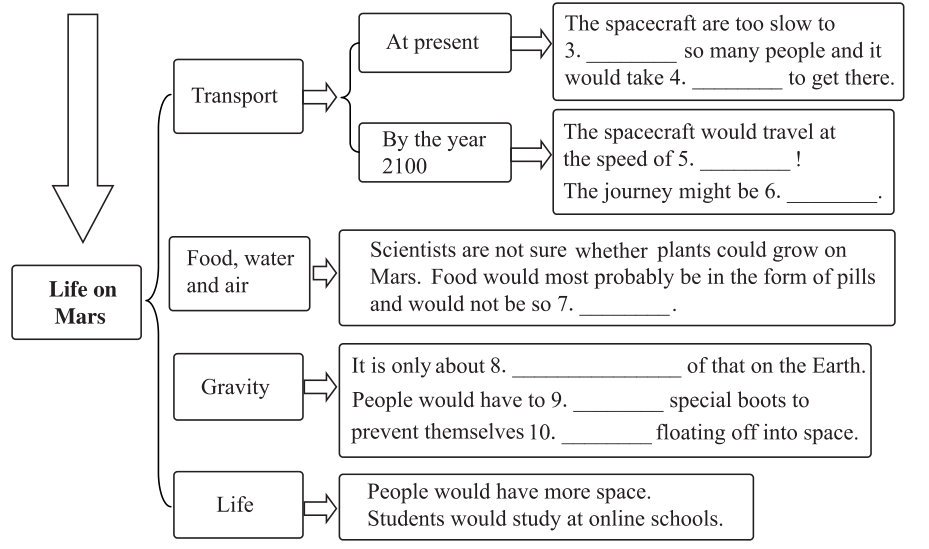 At present
The spacecraft are too slow to
3. ________ so many people and it
would take 4. ________ to get there.
Transport
By the year
2100
The spacecraft would travel at
the speed of 5. ________ !
The journey might be 6. ________.
Life on
Mars
Food, water
and air
Scientists are not sure whether plants could grow on
Mars. Food would most probably be in the form of pills
and would not be so 7. ________.
Gravity
It is only about 8. _______________ of that on the Earth.
People would have to 9. ________ special boots to
prevent themselves 10. ________ floating off into space.
Life
People would have more space.
Students would study at online schools.